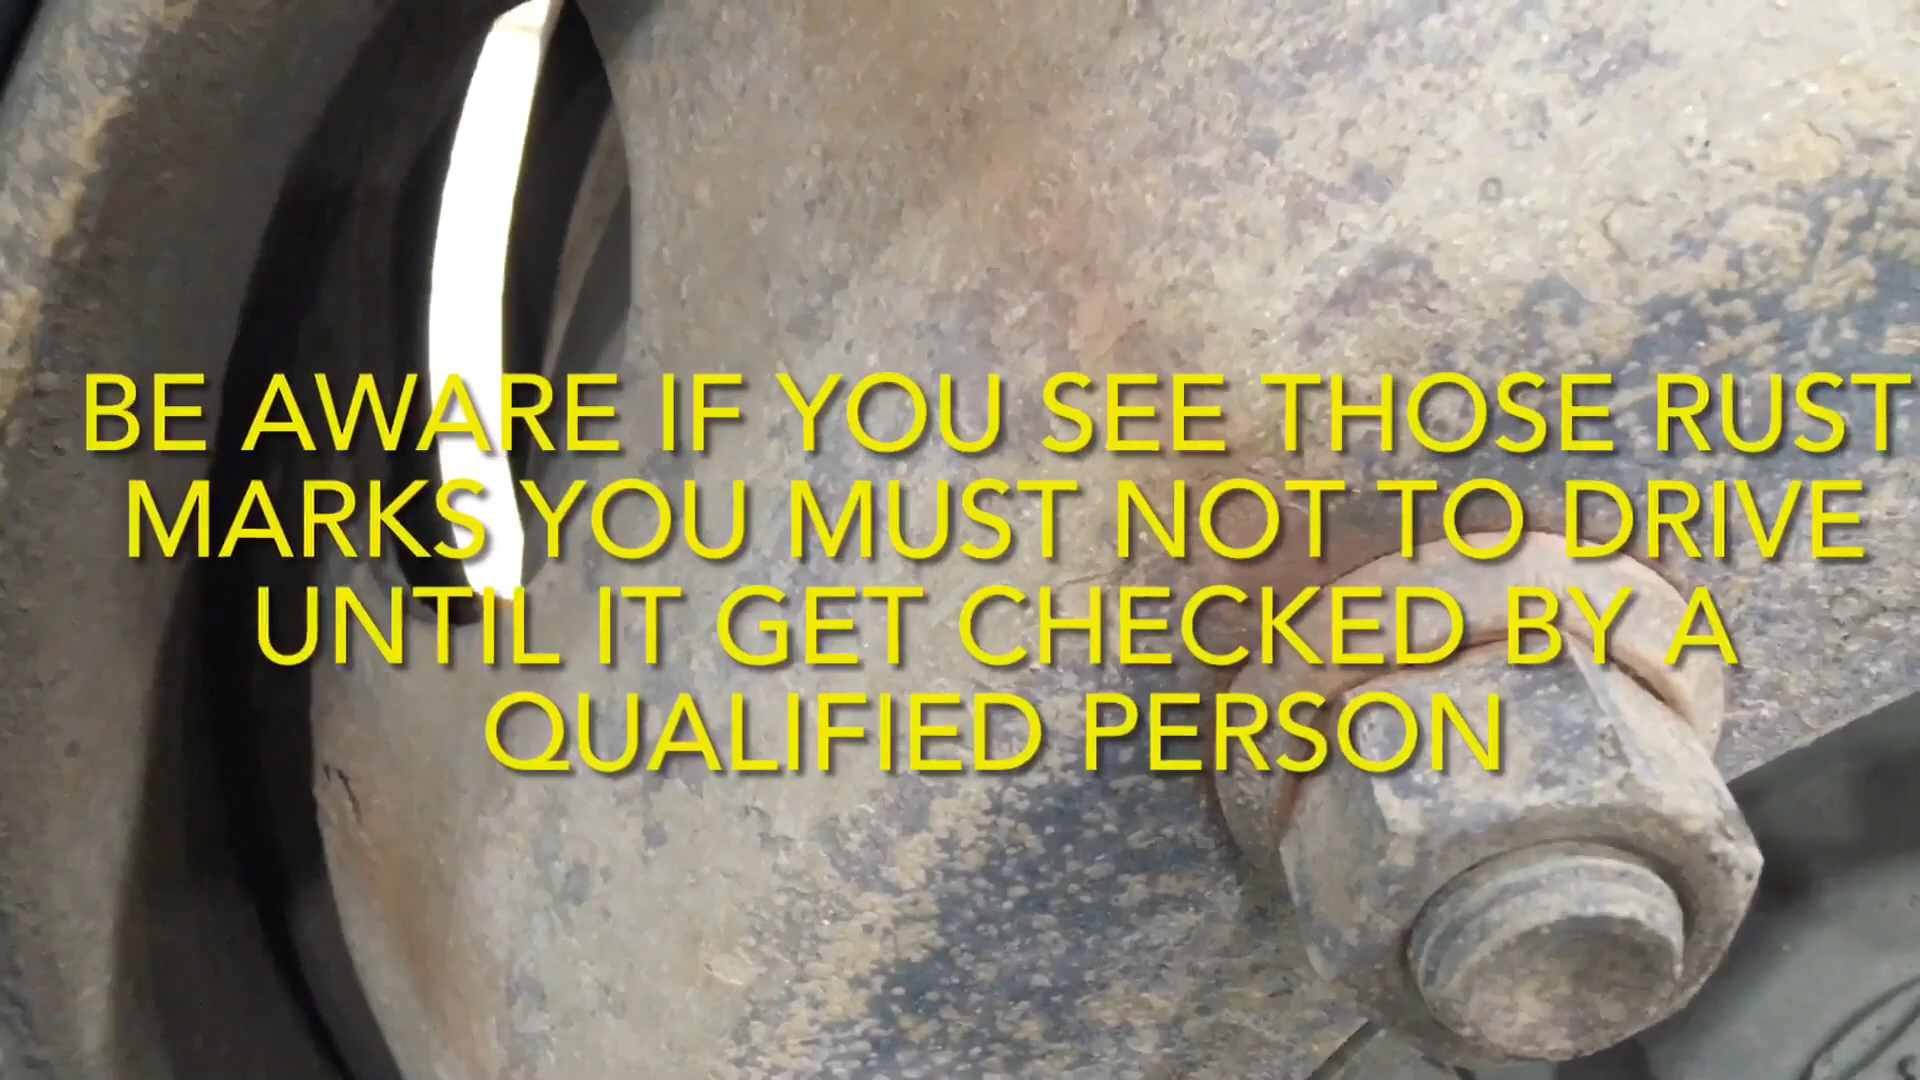 BE AWARE IF YOU SEE THOSE RUST
MARKS YOU MUST NOT TO DRIVE
UNTIL IT GET CHECKED BY A
QUALIFIED PERSON